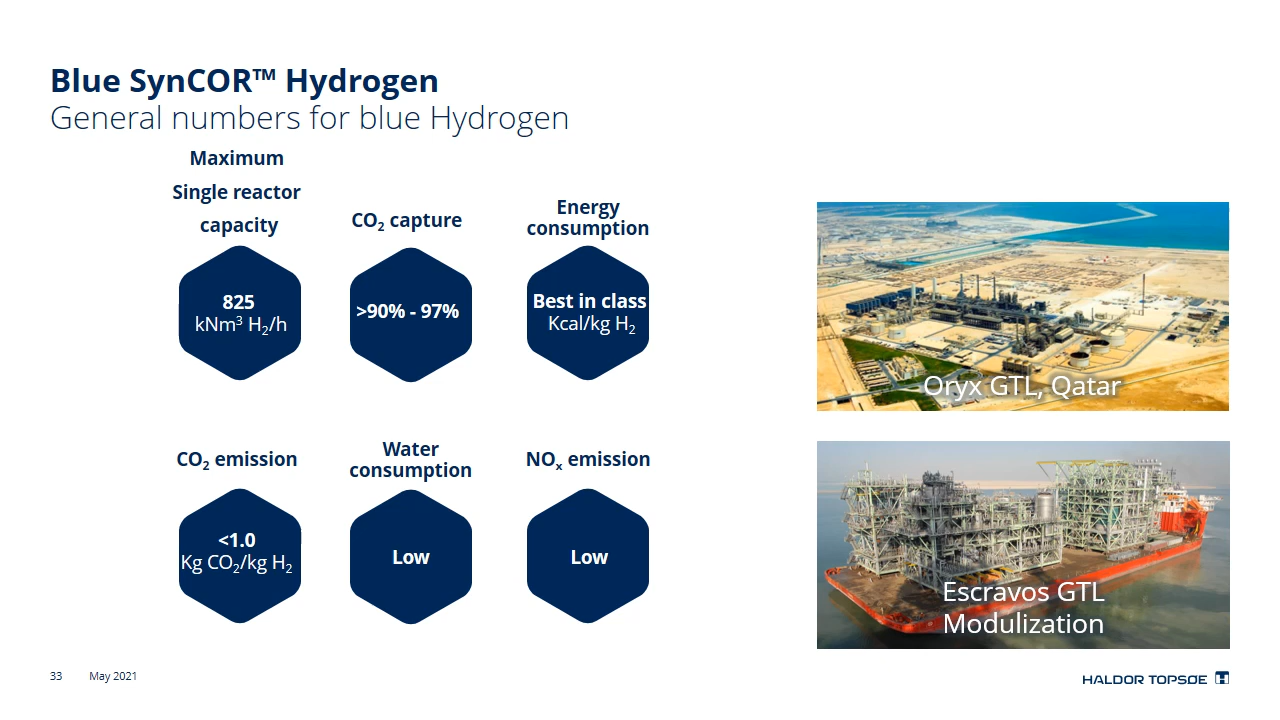 Blue SynCOR™ Hydrogen
General numbers for blue Hydrogen
Maximum
Single reactor
capacity
825
kNm³ H₂/h
CO₂ capture
>90% - 97%
Energy
consumption
Best in class
Kcal/kg H₂
CO₂ emission
<1.0
Kg CO₂/kg H₂
Water
consumption
Low
NOₓ emission
Low
Oryx GTL, Qatar
Escravos GTL
Modulization
33 May 2021
HALDOR TOPSØE